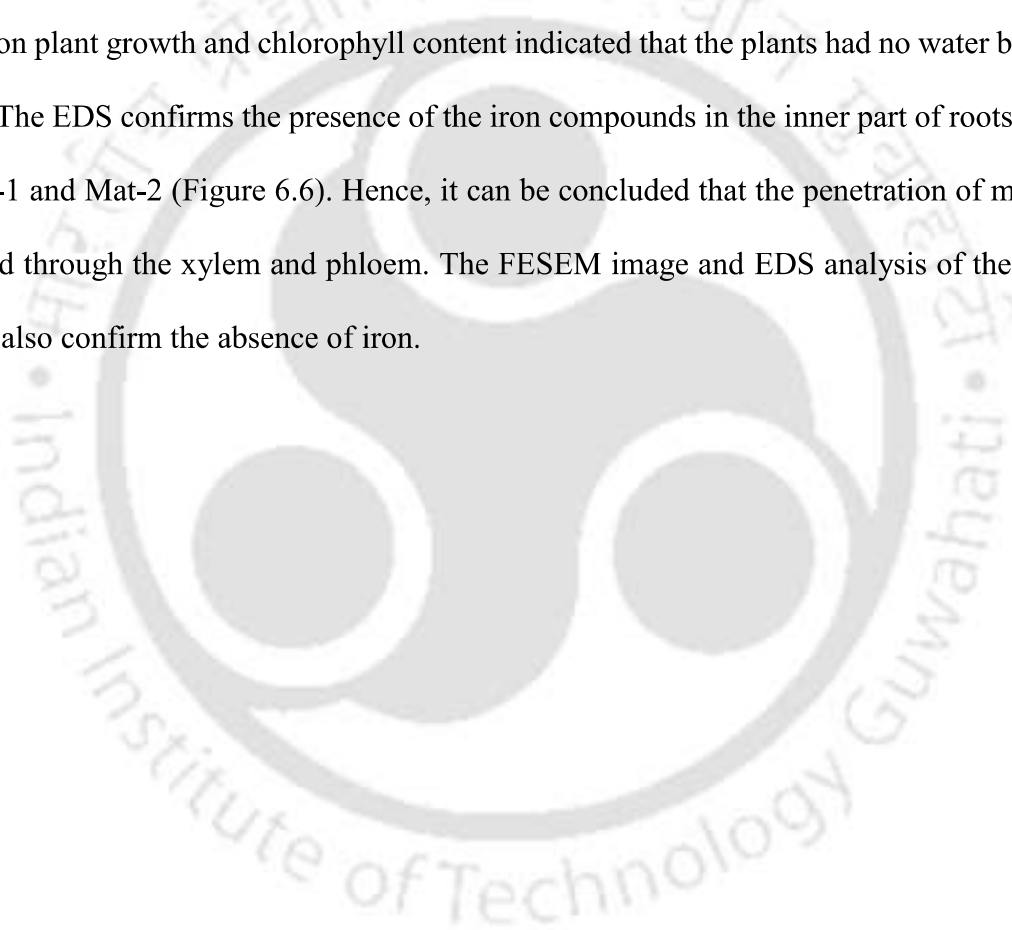 on plant growth and chlorophyll content indicated that the plants had no water
The EDS confirms the presence of the iron compounds in the inner part of roots
-1 and Mat-2 (Figure 6.6). Hence, it can be concluded that the penetration of
through the xylem and phloem. The FESEM image and EDS analysis of the
also confirm the absence of iron.
• Indian Institute of Technology Guwahati •